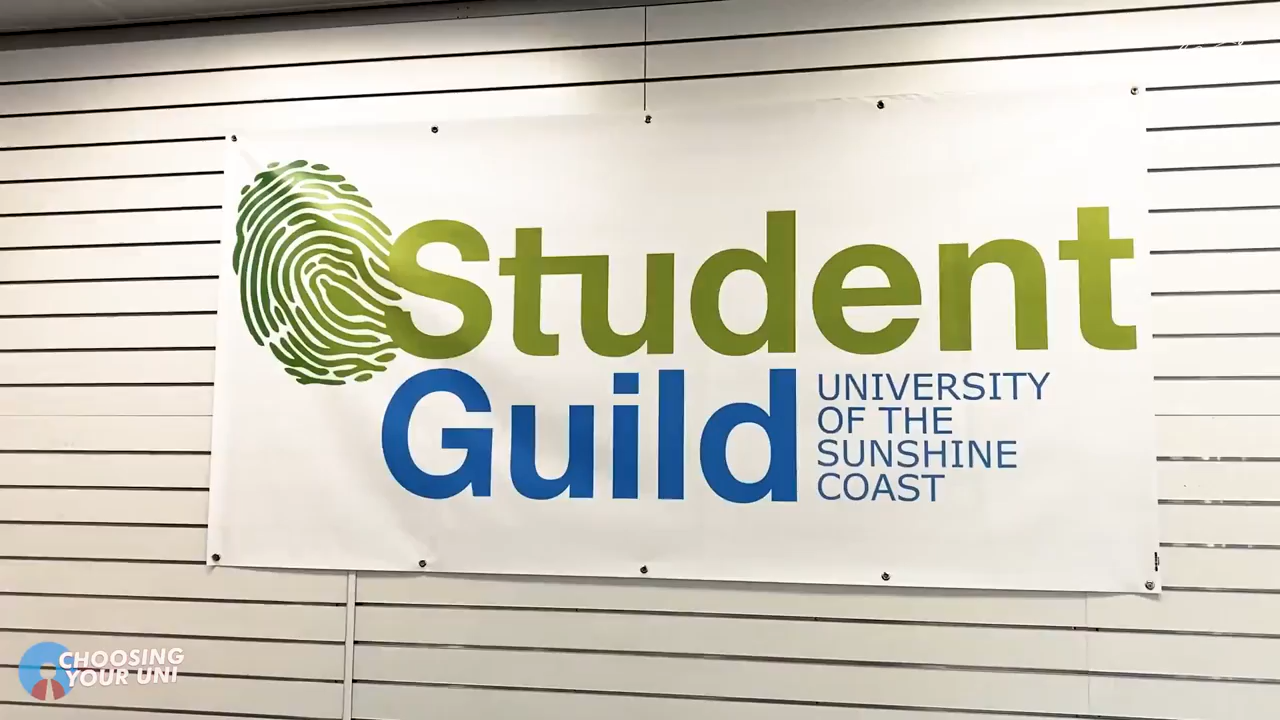 Student
Guild
UNIVERSITY
OF THE
SUNSHINE
COAST
CHOOSING
YOUR UNI